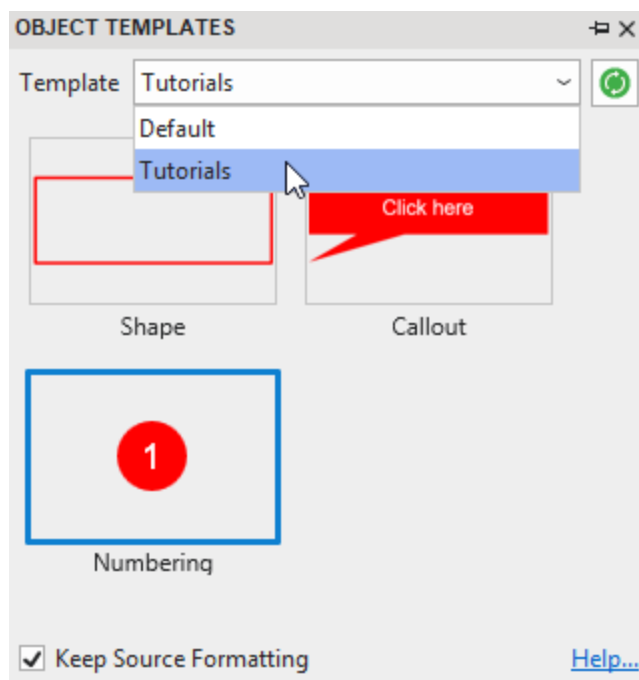 OBJECT TEMPLATES
Template Tutorials
Default
Tutorials
Click here
Shape Callout
1
Numbering
Keep Source Formatting Help...